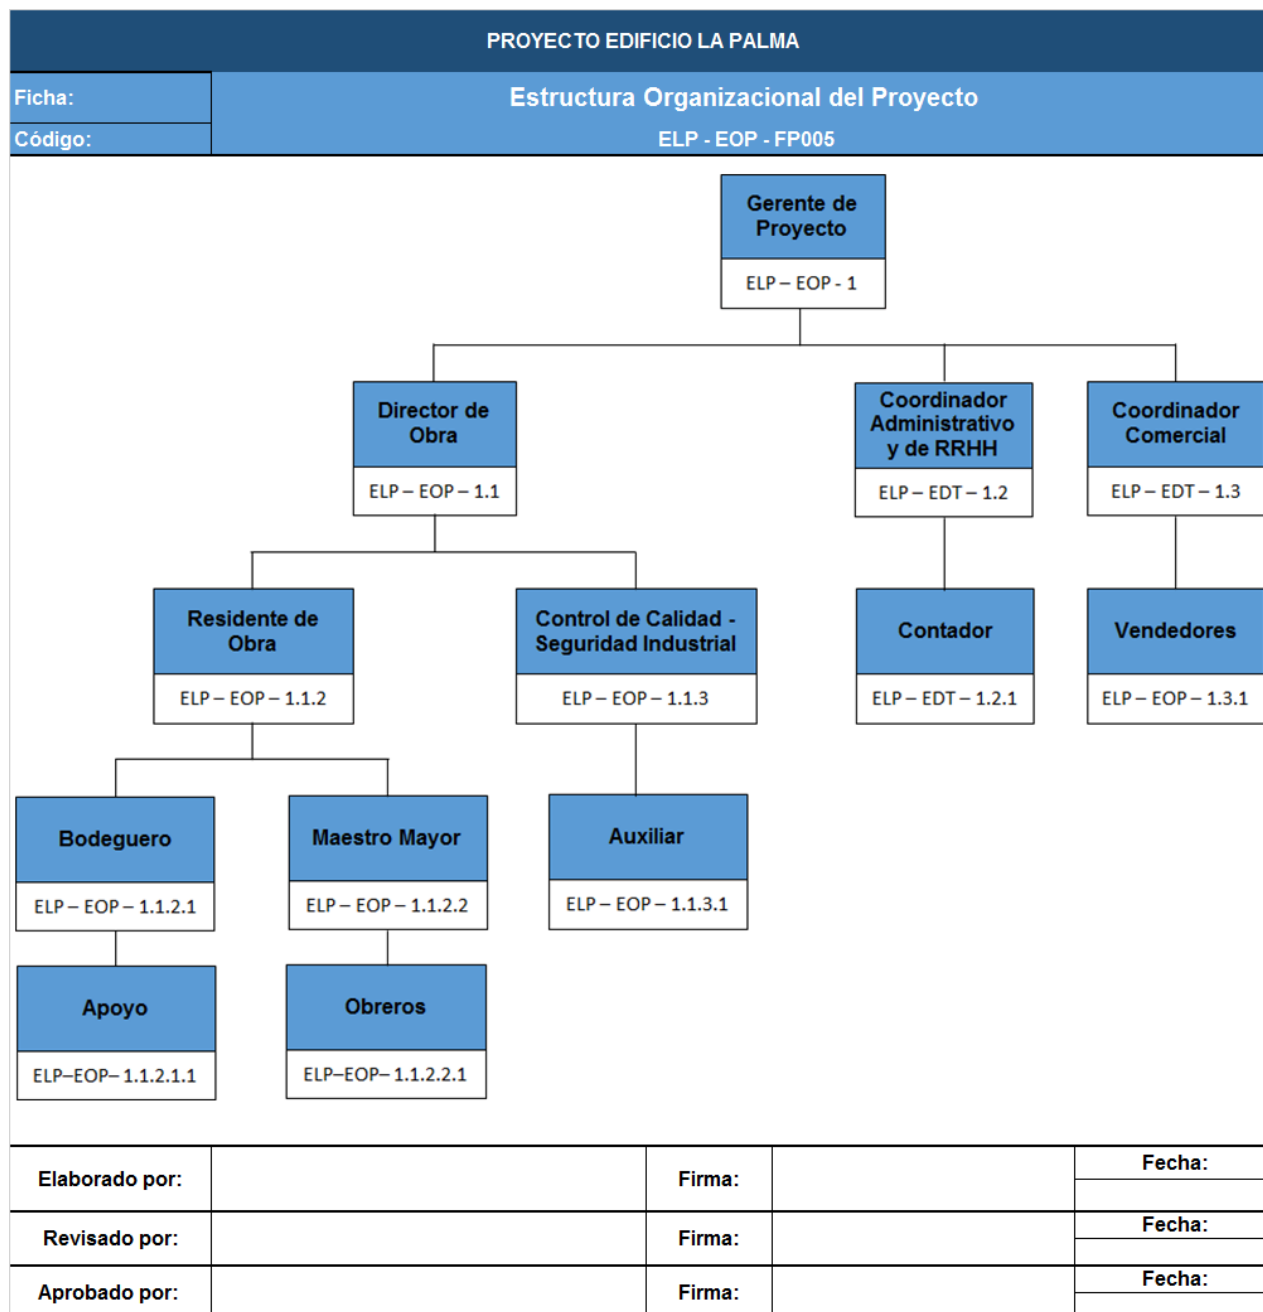 PROYECTO EDIFICIO LA PALMA
Ficha:
Estructura Organizacional del Proyecto
Código:
ELP - EOP - FP005
Gerente de
Proyecto
ELP – EOP - 1
Director de
Obra
ELP – EOP – 1.1
Coordinador
Administrativo
y de RRHH
ELP – EDT – 1.2
Coordinador
Comercial
ELP – EDT – 1.3
Residente de
Obra
ELP – EOP – 1.1.2
Control de Calidad -
Seguridad Industrial
ELP – EOP – 1.1.3
Contador
ELP – EDT – 1.2.1
Vendedores
ELP – EOP – 1.3.1
Bodeguero
ELP – EOP – 1.1.2.1
Maestro Mayor
ELP – EOP – 1.1.2.2
Auxiliar
ELP – EOP – 1.1.3.1
Apoyo
ELP–EOP– 1.1.2.1.1
Obreros
ELP–EOP– 1.1.2.2.1
Elaborado por:
Firma:
Fecha:
Revisado por:
Firma:
Fecha:
Aprobado por:
Firma:
Fecha: